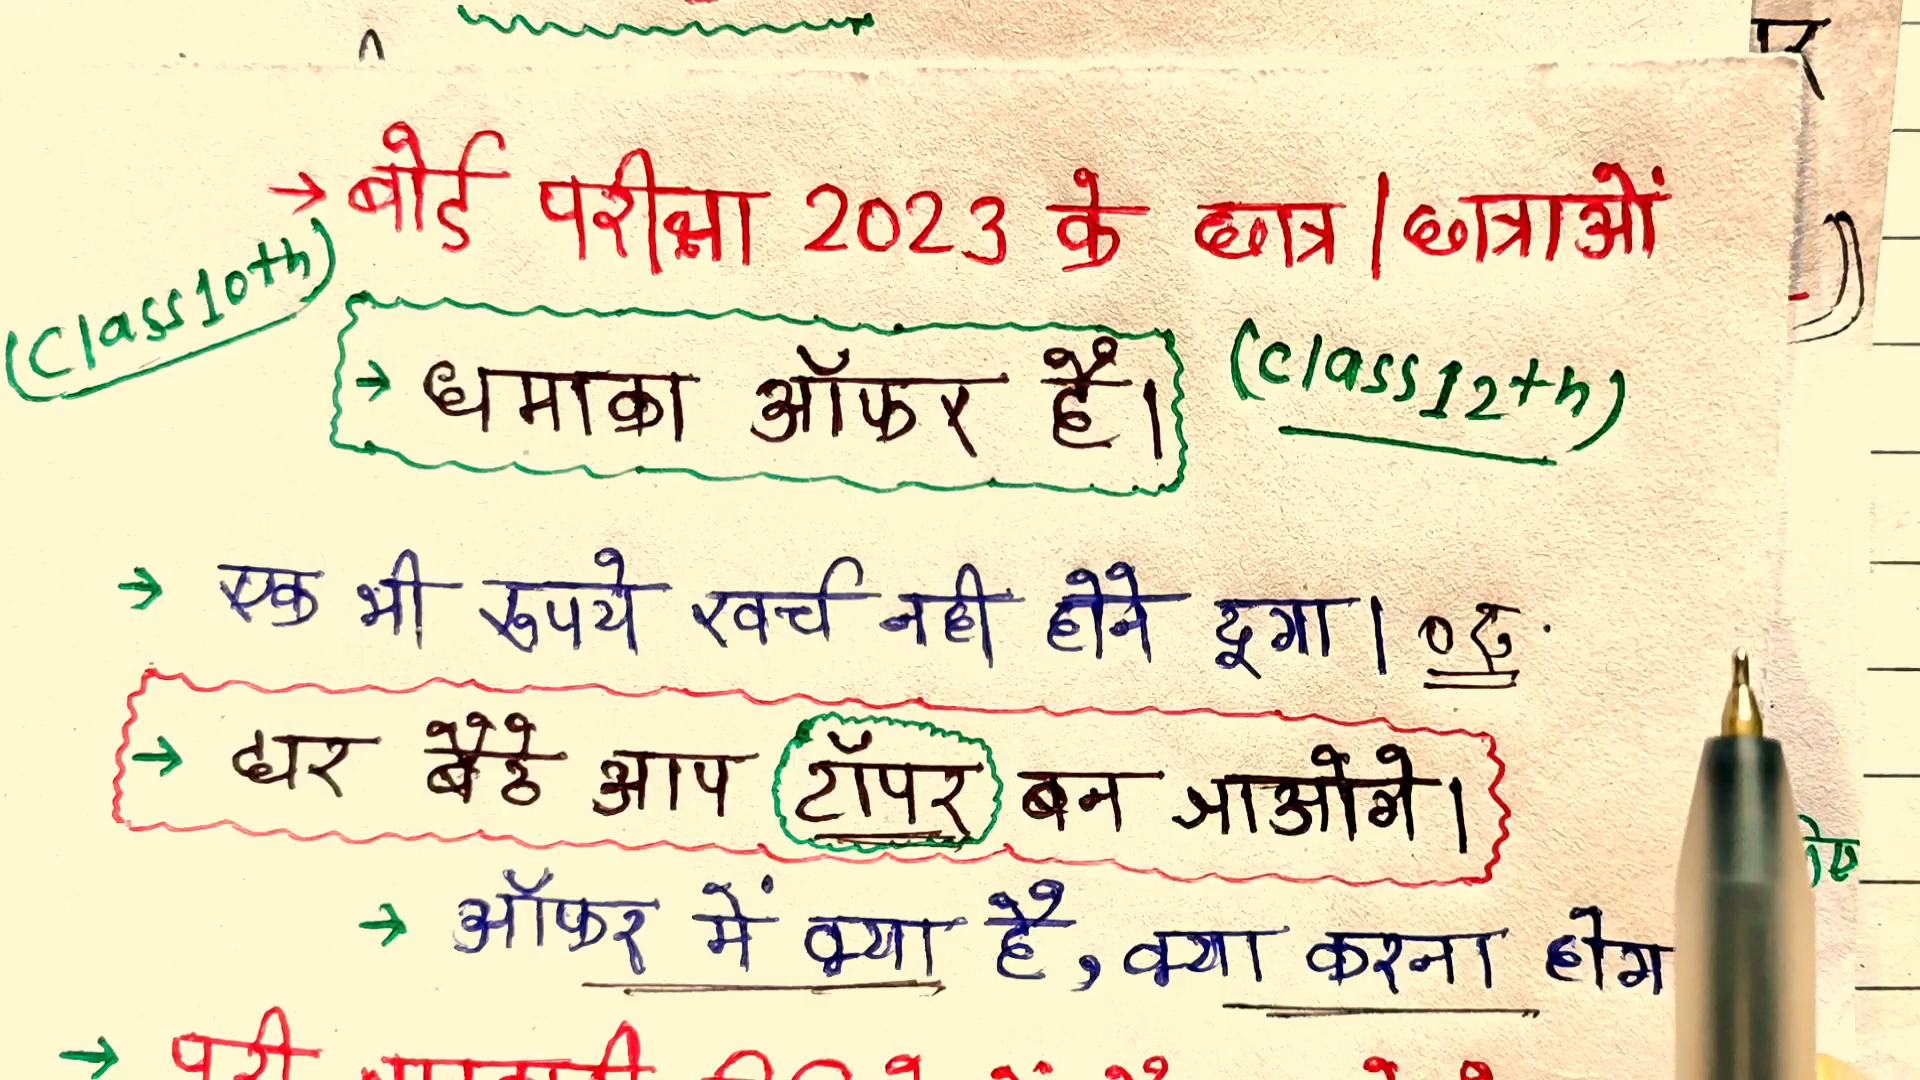 → बोर्ड परीक्षा 2023 के छात्र/छात्राओं
(Class 10th)
→ धमाका ऑफर है।
(Class 12th)
→ एक भी रूपये खर्च नही होने दूगा।
→ घर बैठे आप टॉपर बन जाओगे।
→ ऑफर में क्या है, क्या करना होग
→